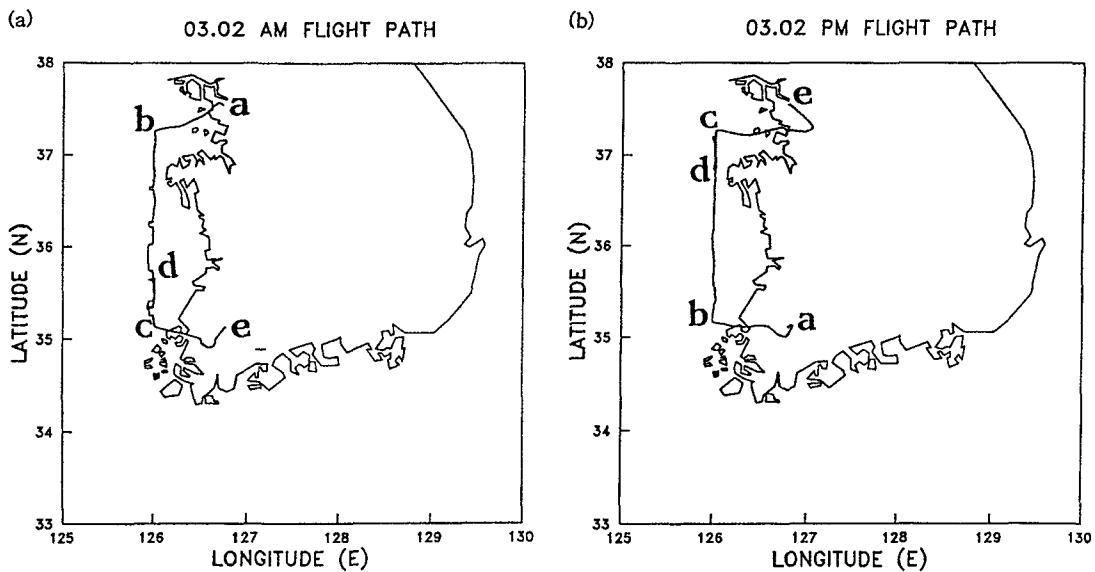 (a)
03.02 AM FLIGHT PATH
38
37
36
35
34
33
LATITUDE (N)
a
b
d
c
e
125 126 127 128 129 130
LONGITUDE (E)
(b)
03.02 PM FLIGHT PATH
38
37
36
35
34
33
LATITUDE (N)
e
c
d
b
a
125 126 127 128 129 130
LONGITUDE (E)